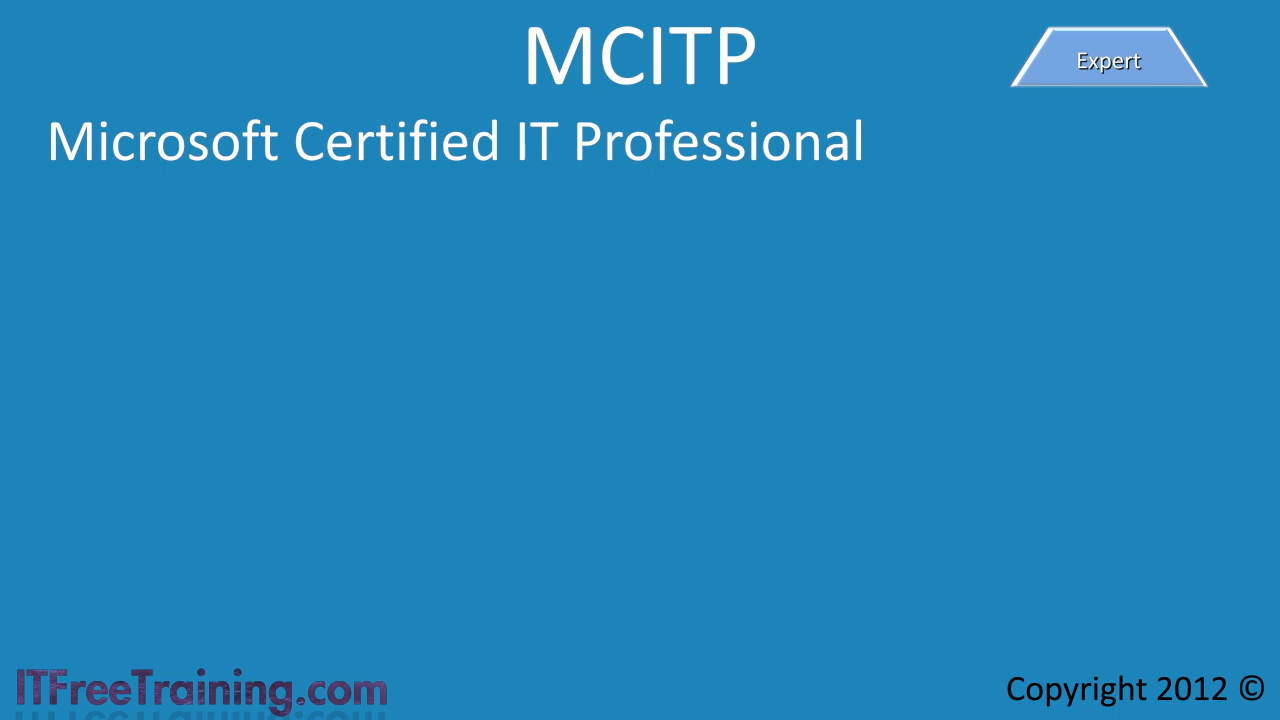 MCITP
Expert
Microsoft Certified IT Professional
ITFreeTraining.com
Copyright 2012 ©